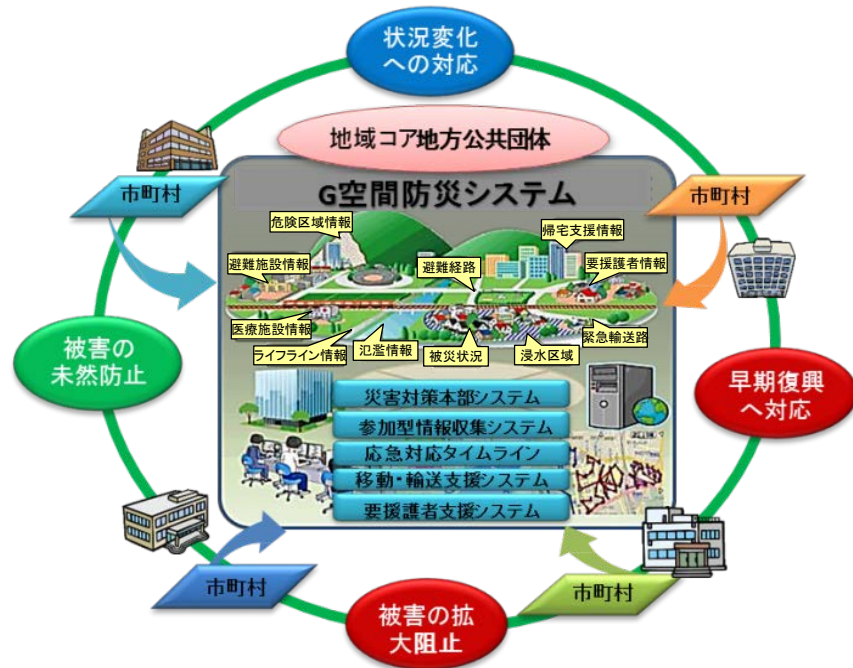 状況変化
への対応
地域コア地方公共団体
市町村
市町村
G空間防災システム
危険区域情報
帰宅支援情報
避難施設情報
避難経路
要援護者情報
医療施設情報
ライフライン情報
氾濫情報
被災状況
浸水区域
緊急輸送路
被害の
未然防止
早期復興
へ対応
災害対策本部システム
参加型情報収集システム
応急対応タイムライン
移動・輸送支援システム
要援護者支援システム
市町村
市町村
被害の拡
大阻止